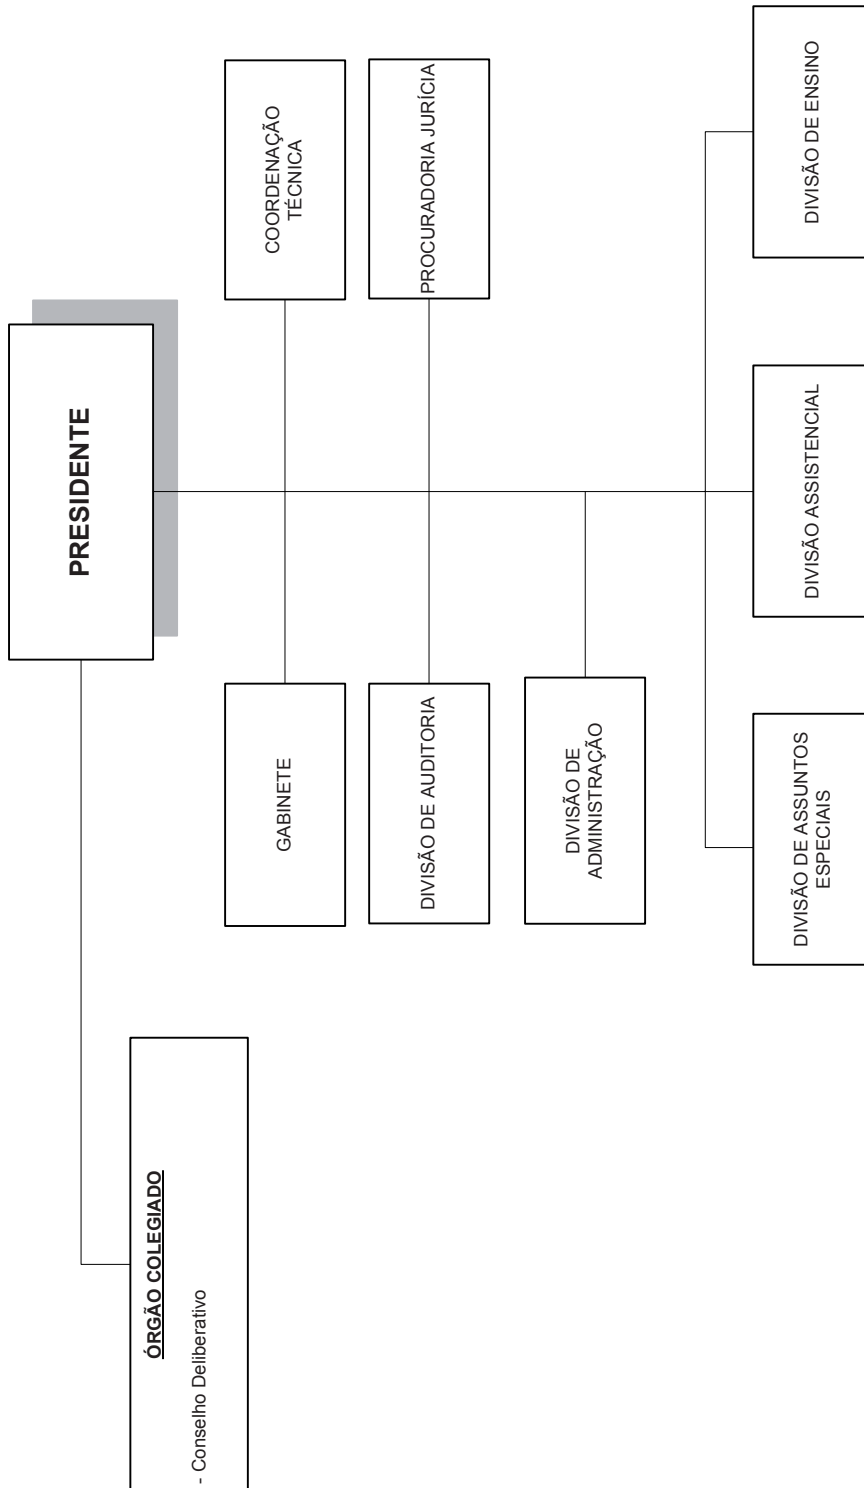 PRESIDENTE
ÓRGÃO COLEGIADO
- Conselho Deliberativo
GABINETE
COORDENAÇÃO
TÉCNICA
DIVISÃO DE AUDITORIA
PROCURADORIA JURÍCIA
DIVISÃO DE
ADMINISTRAÇÃO
DIVISÃO DE ASSUNTOS
ESPECIAIS
DIVISÃO ASSISTENCIAL
DIVISÃO DE ENSINO